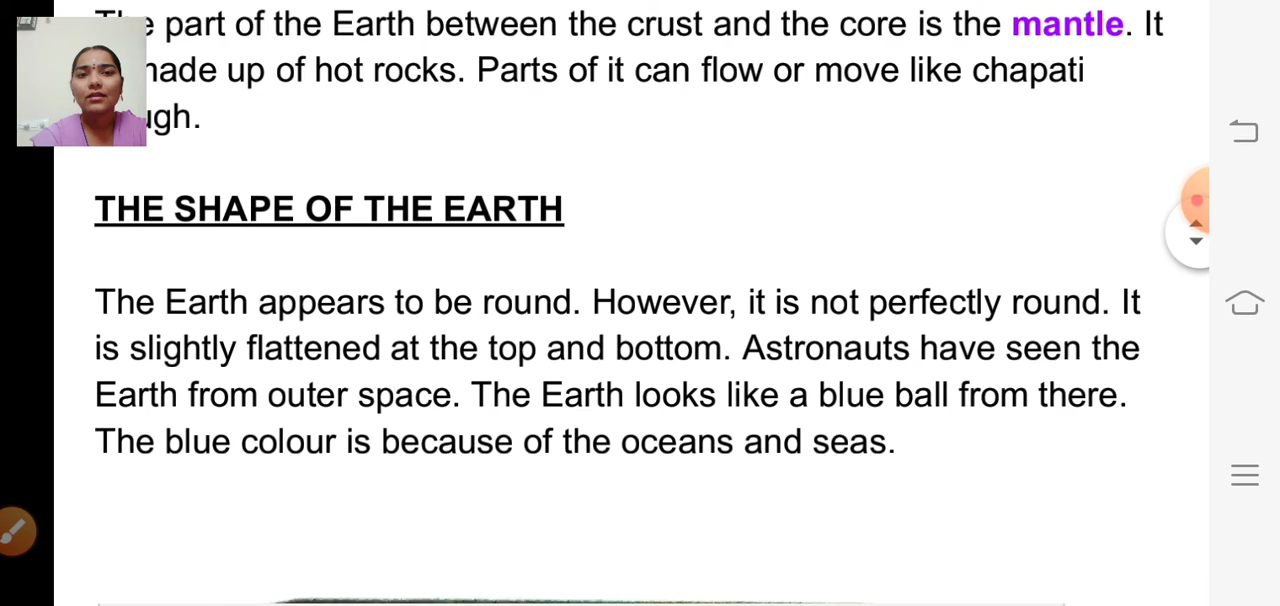 The part of the Earth between the crust and the core is the mantle. It
made up of hot rocks. Parts of it can flow or move like chapati
THE SHAPE OF THE EARTH
The Earth appears to be round. However, it is not perfectly round. It
is slightly flattened at the top and bottom. Astronauts have seen the
Earth from outer space. The Earth looks like a blue ball from there.
The blue colour is because of the oceans and seas.